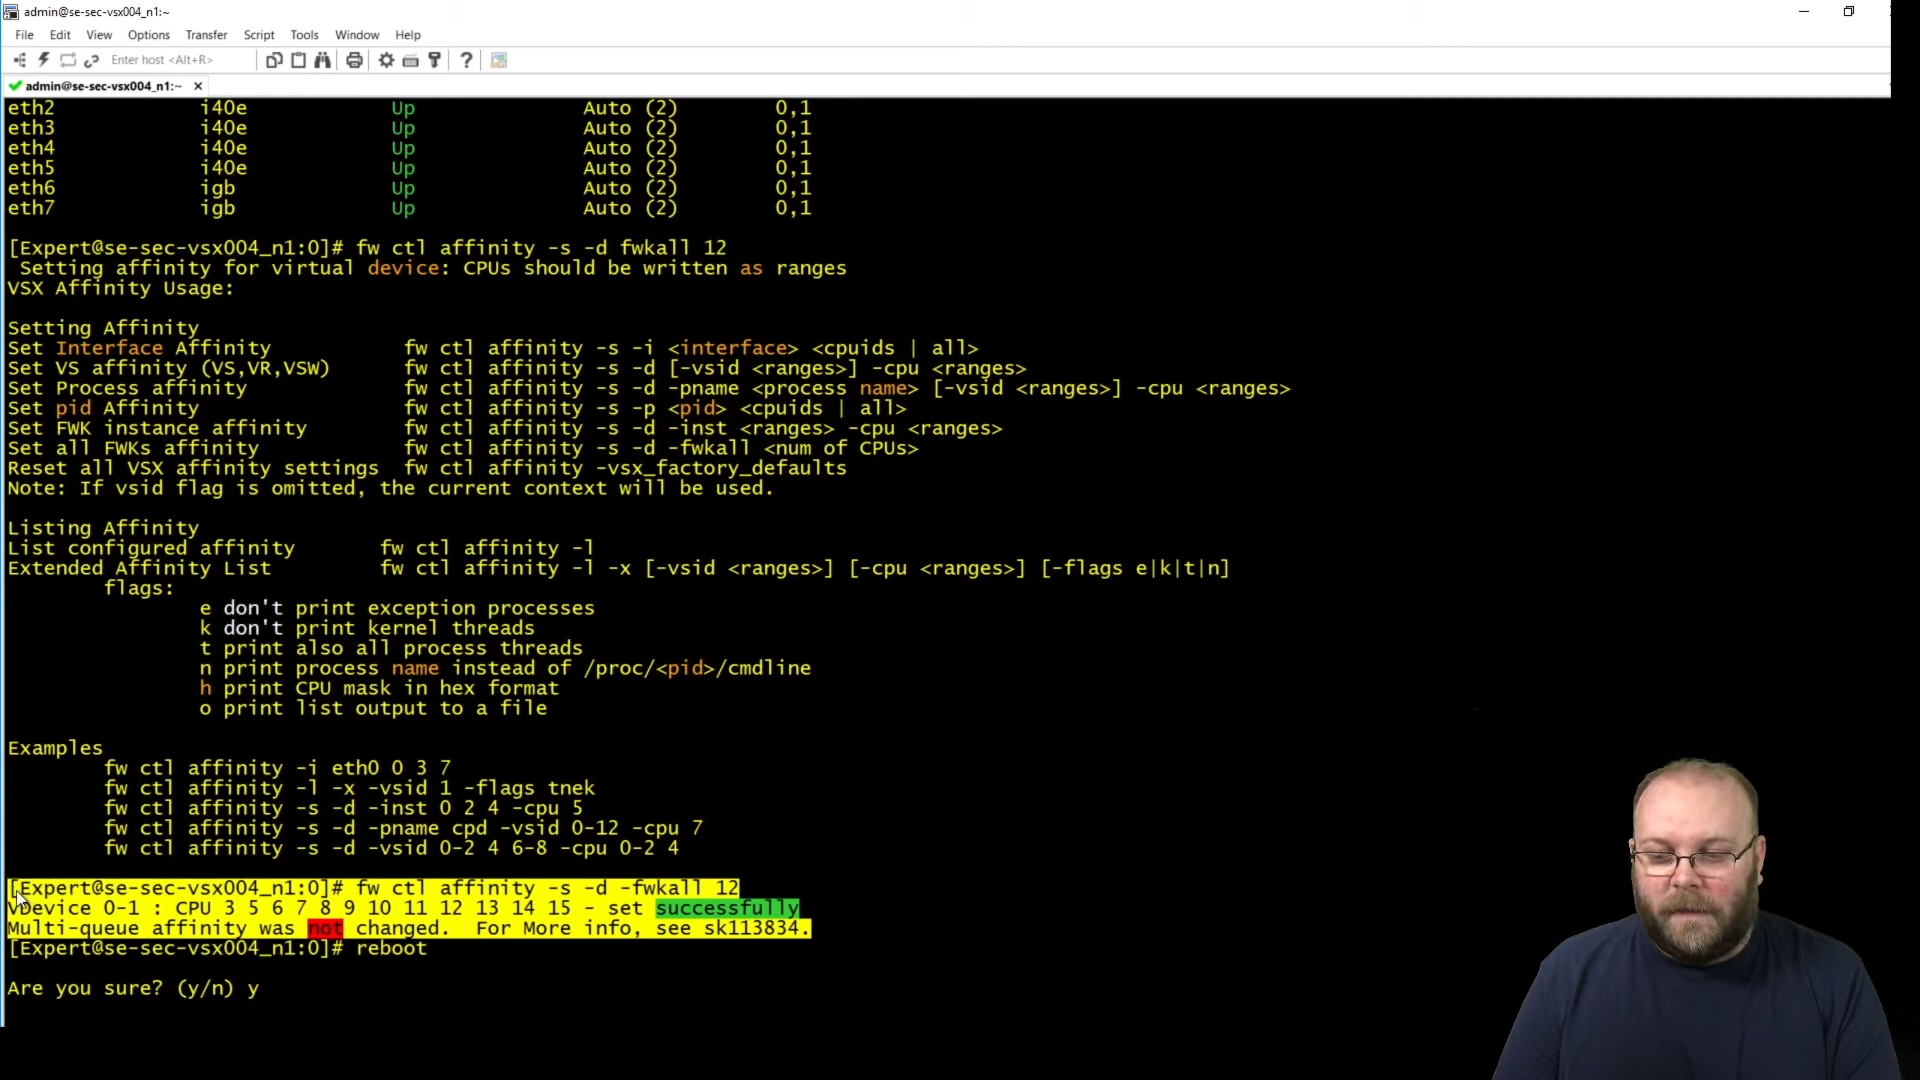 admin@se-sec-vsx004_n1:~
File Edit View Options Transfer Script Tools Window Help
Enter host <Alt+R>
admin@se-sec-vsx004_n1:~ ×
eth2 i40e Up Auto (2) 0,1
eth3 i40e Up Auto (2) 0,1
eth4 i40e Up Auto (2) 0,1
eth5 i40e Up Auto (2) 0,1
eth6 igb Up Auto (2) 0,1
eth7 igb Up Auto (2) 0,1
[Expert@se-sec-vsx004_n1:0]# fw ctl affinity -s -d fwkall 12
Setting affinity for virtual device: CPUs should be written as ranges
VSX Affinity Usage:
Setting Affinity
Set Interface Affinity fw ctl affinity -s -i <interface> <cpuids | all>
Set VS affinity (VS,VR,VSW) fw ctl affinity -s -d [-vsid <ranges>] -cpu <ranges>
Set Process affinity fw ctl affinity -s -d -pname <process name> [-vsid <ranges>] -cpu <ranges>
Set pid Affinity fw ctl affinity -s -p <pid> <cpuids | all>
Set FWK instance affinity fw ctl affinity -s -d -inst <ranges> -cpu <ranges>
Set all FWKs affinity fw ctl affinity -s -d -fwkall <num of CPUs>
Reset all VSX affinity settings fw ctl affinity -vsx_factory_defaults
Note: If vsid flag is omitted, the current context will be used.
Listing Affinity
List configured affinity fw ctl affinity -l
Extended Affinity List fw ctl affinity -l -x [-vsid <ranges>] [-cpu <ranges>] [-flags e|k|t|n]
flags:
e don't print exception processes
k don't print kernel threads
t print also all process threads
n print process name instead of /proc/<pid>/cmdline
h print CPU mask in hex format
o print list output to a file
Examples
fw ctl affinity -i eth0 0 3 7
fw ctl affinity -l -x -vsid 1 -flags tnek
fw ctl affinity -s -d -inst 0 2 4 -cpu 5
fw ctl affinity -s -d -pname cpd -vsid 0-12 -cpu 7
fw ctl affinity -s -d -vsid 0-2 4 6-8 -cpu 0-2 4
[Expert@se-sec-vsx004_n1:0]# fw ctl affinity -s -d -fwkall 12
VDevice 0-1 : CPU 3 5 6 7 8 9 10 11 12 13 14 15 - set successfully
Multi-queue affinity was not changed. For More info, see sk113834.
[Expert@se-sec-vsx004_n1:0]# reboot
Are you sure? (y/n) y